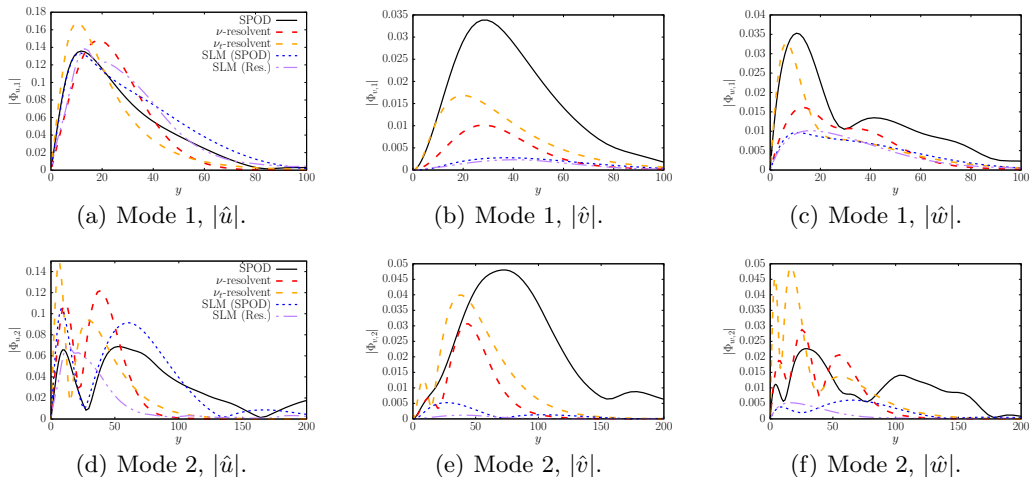 SPOD
ν-resolvent
νt-resolvent
SLM (SPOD)
SLM (Res.)
|Φu,1|
0.18
0.16
0.14
0.12
0.1
0.08
0.06
0.04
0.02
0
0 20 40 60 80 100
y
(a) Mode 1, |û|.
|Φv,1|
0.035
0.03
0.025
0.02
0.015
0.01
0.005
0
0 20 40 60 80 100
y
(b) Mode 1, |v̂|.
|Φw,1|
0.04
0.035
0.03
0.025
0.02
0.015
0.01
0.005
0
0 20 40 60 80 100
y
(c) Mode 1, |ŵ|.
SPOD
ν-resolvent
νt-resolvent
SLM (SPOD)
SLM (Res.)
|Φu,2|
0.14
0.12
0.1
0.08
0.06
0.04
0.02
0
0 50 100 150 200
y
(d) Mode 2, |û|.
|Φv,2|
0.05
0.045
0.04
0.035
0.03
0.025
0.02
0.015
0.01
0.005
0
0 50 100 150 200
y
(e) Mode 2, |v̂|.
|Φw,2|
0.05
0.045
0.04
0.035
0.03
0.025
0.02
0.015
0.01
0.005
0
0 50 100 150 200
y
(f) Mode 2, |ŵ|.